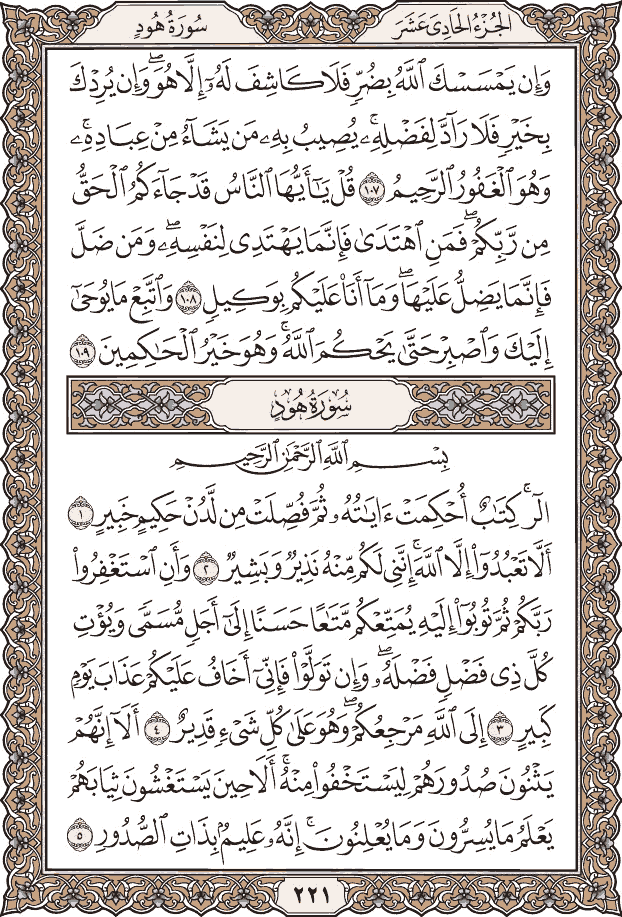 الجُزْءُ الحَادِى عَشَرَ
سُورَةُ هُودٍ
وَإِن يَمْسَسْكَ ٱللَّهُ بِضُرٍّ فَلَا كَاشِفَ لَهُۥٓ إِلَّا هُوَۖ وَإِن يُرِدْكَ
بِخَيْرٍ فَلَا رَآدَّ لِفَضْلِهِۦۚ يُصِيبُ بِهِۦ مَن يَشَآءُ مِنْ عِبَادِهِۦۚ
وَهُوَ ٱلْغَفُورُ ٱلرَّحِيمُ ١٠٧ قُلْ يَٰٓأَيُّهَا ٱلنَّاسُ قَدْ جَآءَكُمُ ٱلْحَقُّ
مِن رَّبِّكُمْۖ فَمَنِ ٱهْتَدَىٰ فَإِنَّمَا يَهْتَدِى لِنَفْسِهِۦۖ وَمَن ضَلَّ
فَإِنَّمَا يَضِلُّ عَلَيْهَاۖ وَمَآ أَنَا۠ عَلَيْكُم بِوَكِيلٍ ١٠٨ وَٱتَّبِعْ مَا يُوحَىٰٓ
إِلَيْكَ وَٱصْبِرْ حَتَّىٰ يَحْكُمَ ٱللَّهُۚ وَهُوَ خَيْرُ ٱلْحَٰكِمِينَ ١٠٩
سُورَةُ هُودٍ
بِسْمِ ٱللَّهِ ٱلرَّحْمَٰنِ ٱلرَّحِيمِ
الٓرۚ كِتَٰبٌ أُحْكِمَتْ ءَايَٰتُهُۥ ثُمَّ فُصِّلَتْ مِن لَّدُنْ حَكِيمٍ خَبِيرٍ ١
أَلَّا تَعْبُدُوٓا۟ إِلَّا ٱللَّهَۚ إِنَّنِى لَكُم مِّنْهُ نَذِيرٌ وَبَشِيرٌ ٢ وَأَنِ ٱسْتَغْفِرُوا۟
رَبَّكُمْ ثُمَّ تُوبُوٓا۟ إِلَيْهِ يُمَتِّعْكُم مَّتَٰعًا حَسَنًا إِلَىٰٓ أَجَلٍ مُّسَمًّى وَيُؤْتِ
كُلَّ ذِى فَضْلٍ فَضْلَهُۥۖ وَإِن تَوَلَّوْا۟ فَإِنِّىٓ أَخَافُ عَلَيْكُمْ عَذَابَ يَوْمٍ
كَبِيرٍ ٣ إِلَى ٱللَّهِ مَرْجِعُكُمْۖ وَهُوَ عَلَىٰ كُلِّ شَىْءٍ قَدِيرٌ ٤ أَلَآ إِنَّهُمْ
يَثْنُونَ صُدُورَهُمْ لِيَسْتَخْفُوا۟ مِنْهُۚ أَلَا حِينَ يَسْتَغْشُونَ ثِيَابَهُمْ
يَعْلَمُ مَا يُسِرُّونَ وَمَا يُعْلِنُونَۚ إِنَّهُۥ عَلِيمٌۢ بِذَاتِ ٱلصُّدُورِ ٥
٢٢١